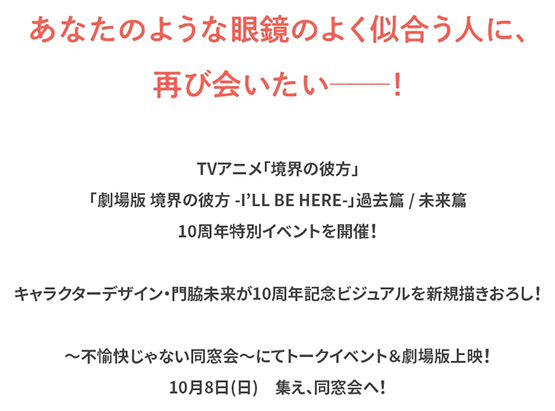 あなたのような眼鏡のよく似合う人に、
再び会いたい───！
TVアニメ「境界の彼方」
「劇場版 境界の彼方 -I’LL BE HERE-」過去篇 / 未来篇
10周年特別イベントを開催！
キャラクターデザイン・門脇未来が10周年記念ビジュアルを新規描きおろし！
～不愉快じゃない同窓会～にてトークイベント＆劇場版上映！
10月8日(日)　集え、同窓会へ！